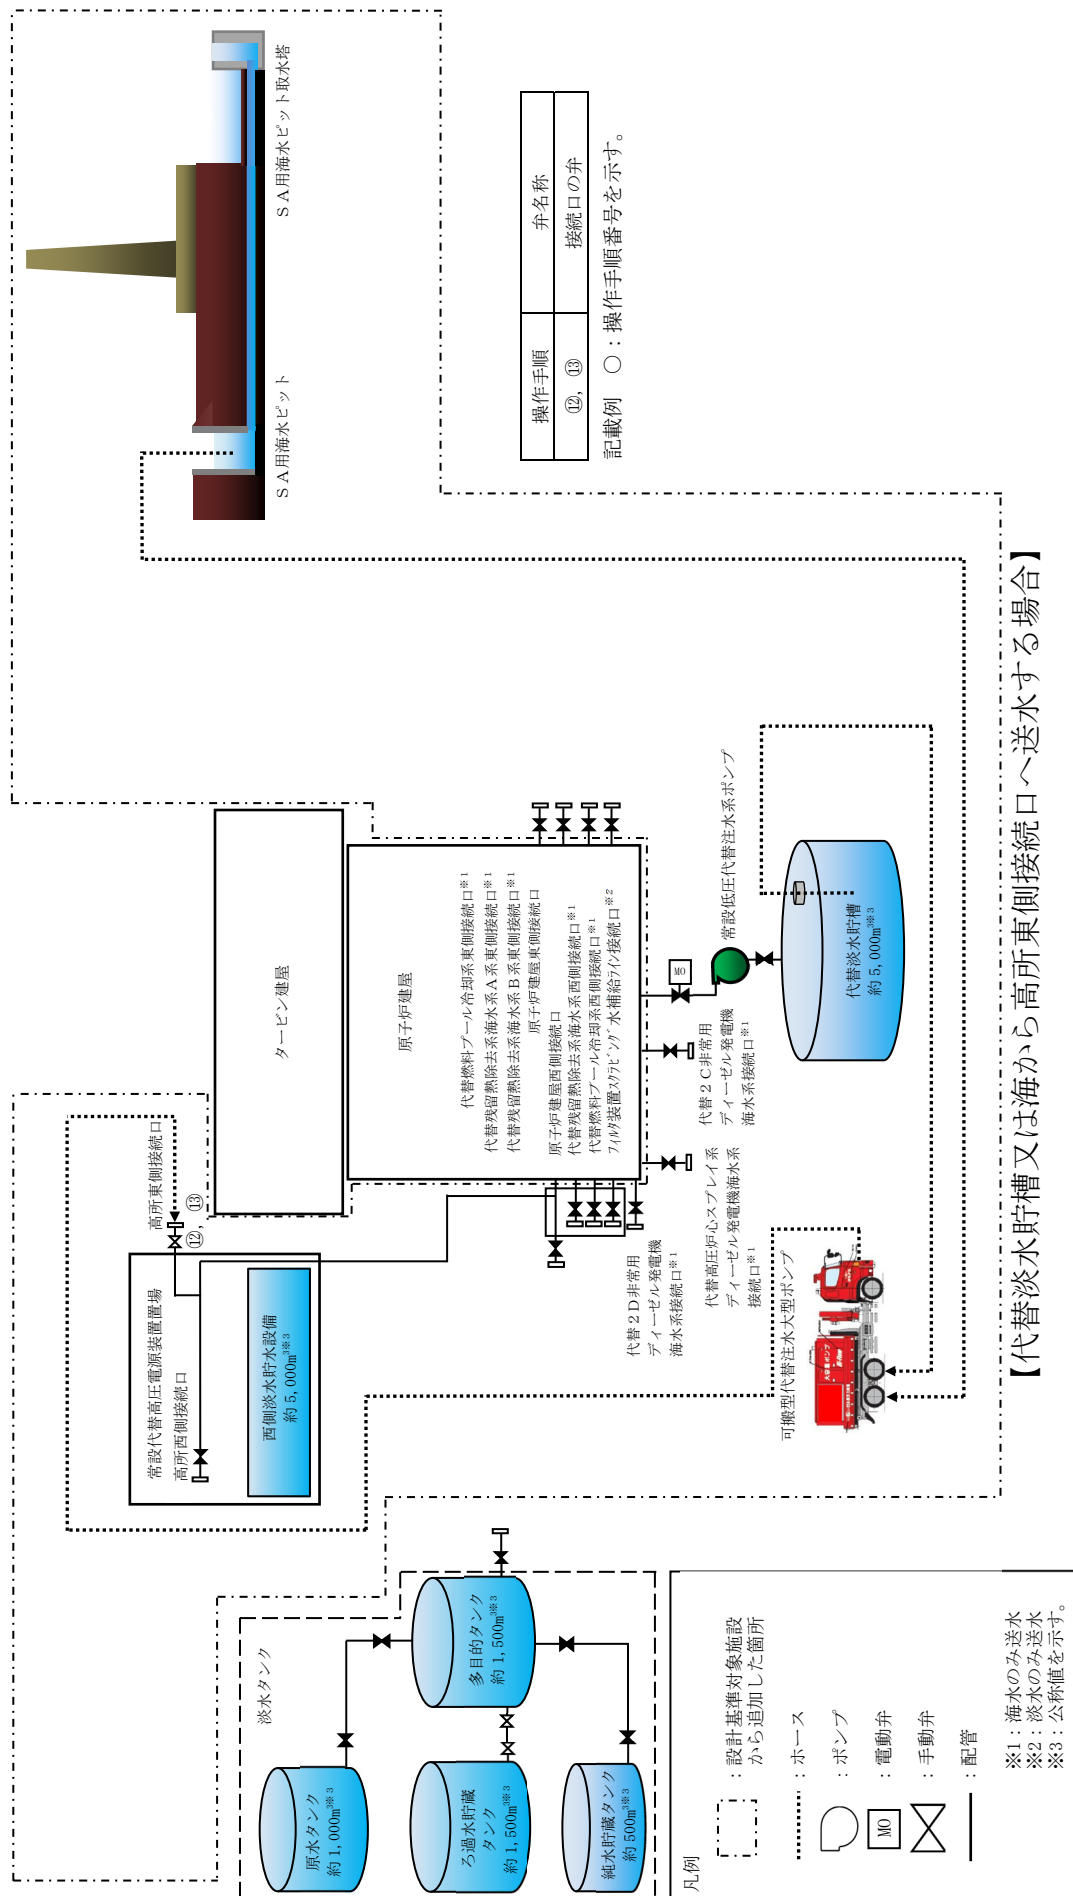 ＳＡ用海水ピット取水塔
ＳＡ用海水ピット
操作手順
弁名称
⑫，⑬
接続口の弁
記載例　○：操作手順番号を示す。
タービン建屋
原子炉建屋
代替燃料プール冷却系東側接続口※1
代替残留熱除去系海水系Ａ系東側接続口※1
代替残留熱除去系海水系Ｂ系東側接続口※1
原子炉建屋東側接続口
原子炉建屋西側接続口
代替残留熱除去系海水系西側接続口※1
代替燃料プール冷却系西側接続口※1
フィルタ装置スクラビング水補給ライン接続口※2
高所東側接続口
⑫，⑬
常設代替高圧電源装置置場
高所西側接続口
西側淡水貯水設備
約5,000m³※3
MO
常設低圧代替注水系ポンプ
代替淡水貯槽
約5,000m³※3
代替２Ｃ非常用
ディーゼル発電機
海水系接続口※1
代替高圧炉心スプレイ系
ディーゼル発電機海水系
接続口※1
代替２Ｄ非常用
ディーゼル発電機
海水系接続口※1
可搬型代替注水大型ポンプ
大容量ポンプ
淡水タンク
多目的タンク
約1,500m³※3
原水タンク
約1,000m³※3
ろ過水貯蔵
タンク
約1,500m³※3
純水貯蔵タンク
約500m³※3
凡例
：設計基準対象施設
から追加した箇所
：ホース
：ポンプ
MO
：電動弁
：手動弁
：配管
※1：海水のみ送水
※2：淡水のみ送水
※3：公称値を示す。
【代替淡水貯槽又は海から高所東側接続口へ送水する場合】